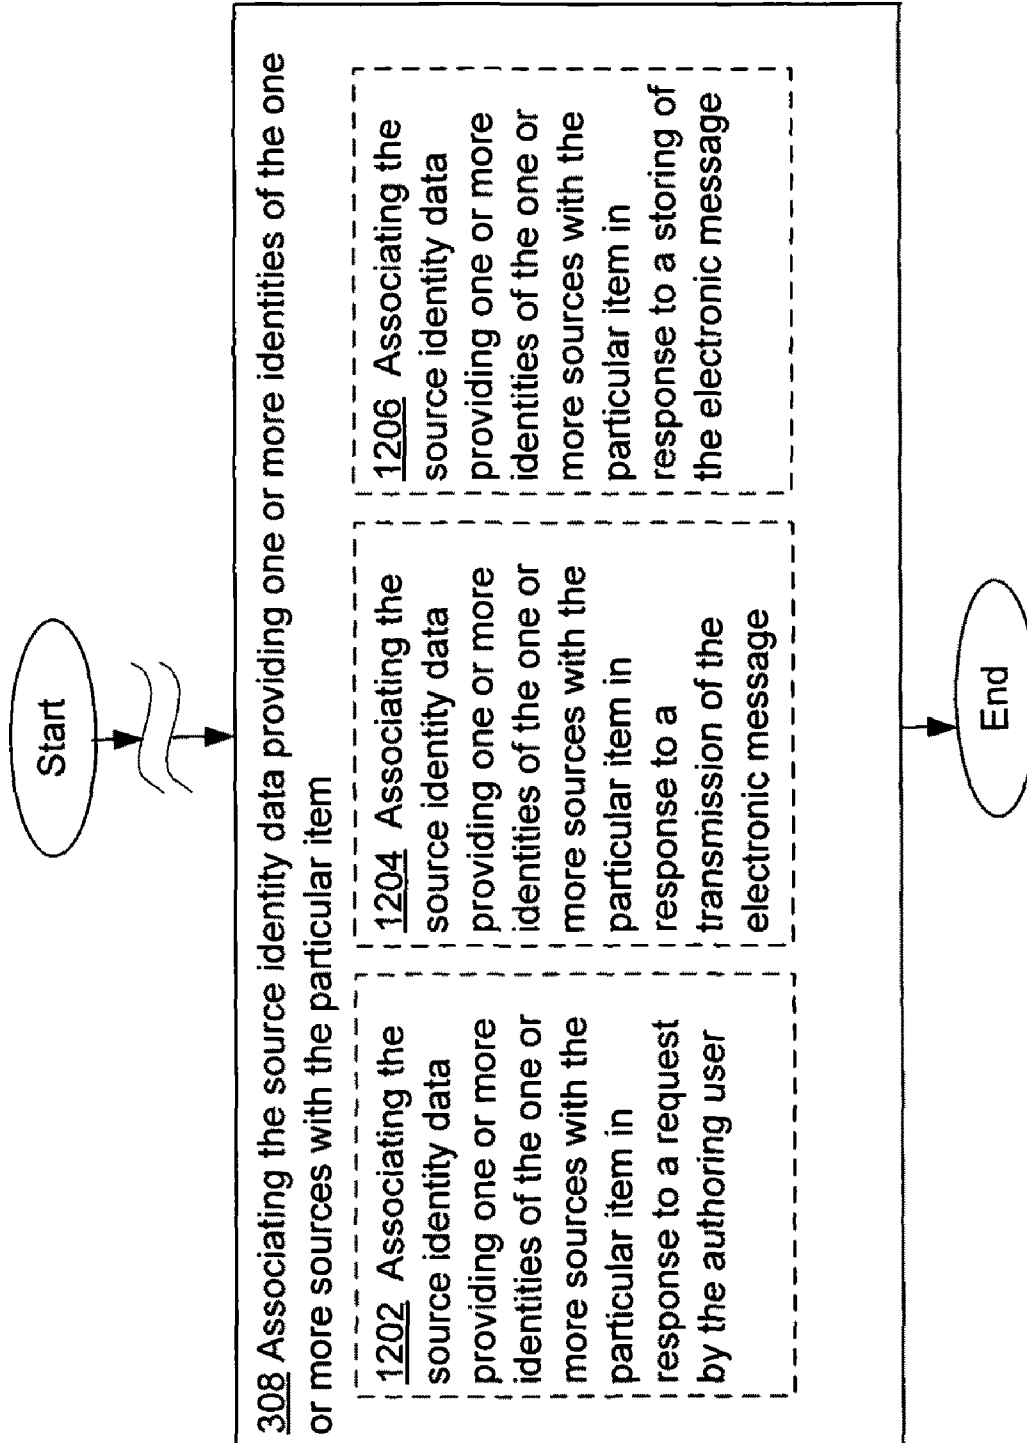 Start
308 Associating the source identity data providing one or more identities of the one
or more sources with the particular item
1202 Associating the
source identity data
providing one or more
identities of the one or
more sources with the
particular item in
response to a request
by the authoring user
1204 Associating the
source identity data
providing one or more
identities of the one or
more sources with the
particular item in
response to a
transmission of the
electronic message
1206 Associating the
source identity data
providing one or more
identities of the one or
more sources with the
particular item in
response to a storing of
the electronic message
End